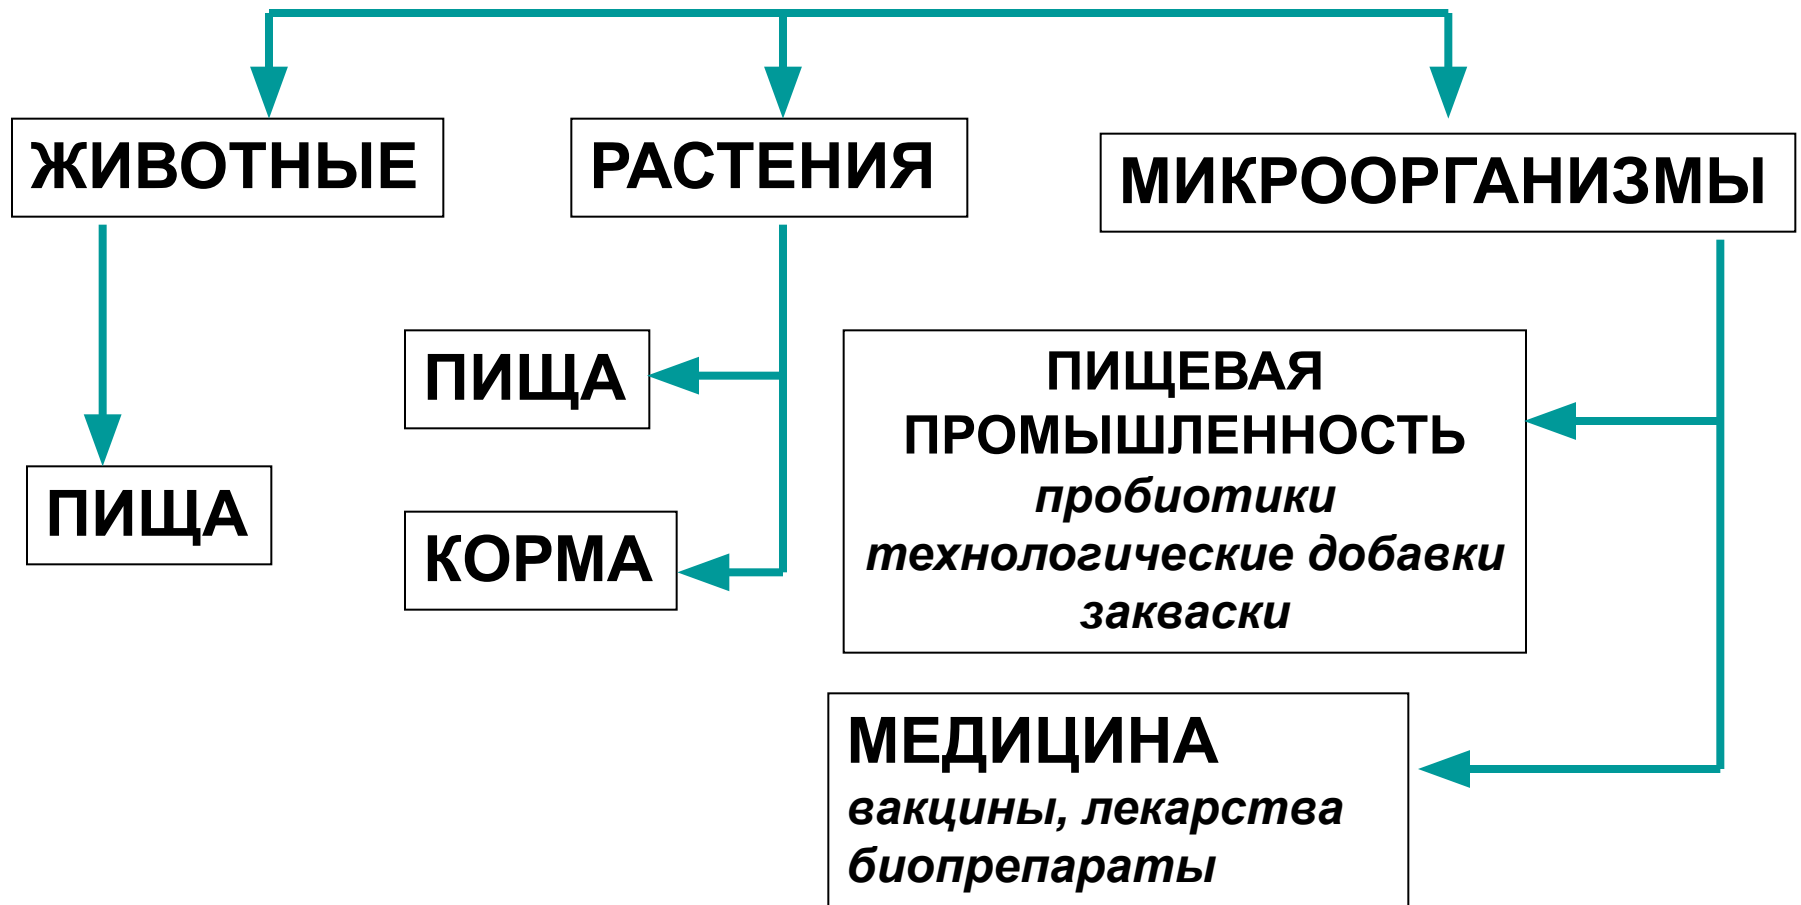 ЖИВОТНЫЕ
РАСТЕНИЯ
МИКРООРГАНИЗМЫ
ПИЩА
ПИЩА
КОРМА
ПИЩЕВАЯ
ПРОМЫШЛЕННОСТЬ
пробиотики
технологические добавки
закваски
МЕДИЦИНА
вакцины, лекарства
биопрепараты